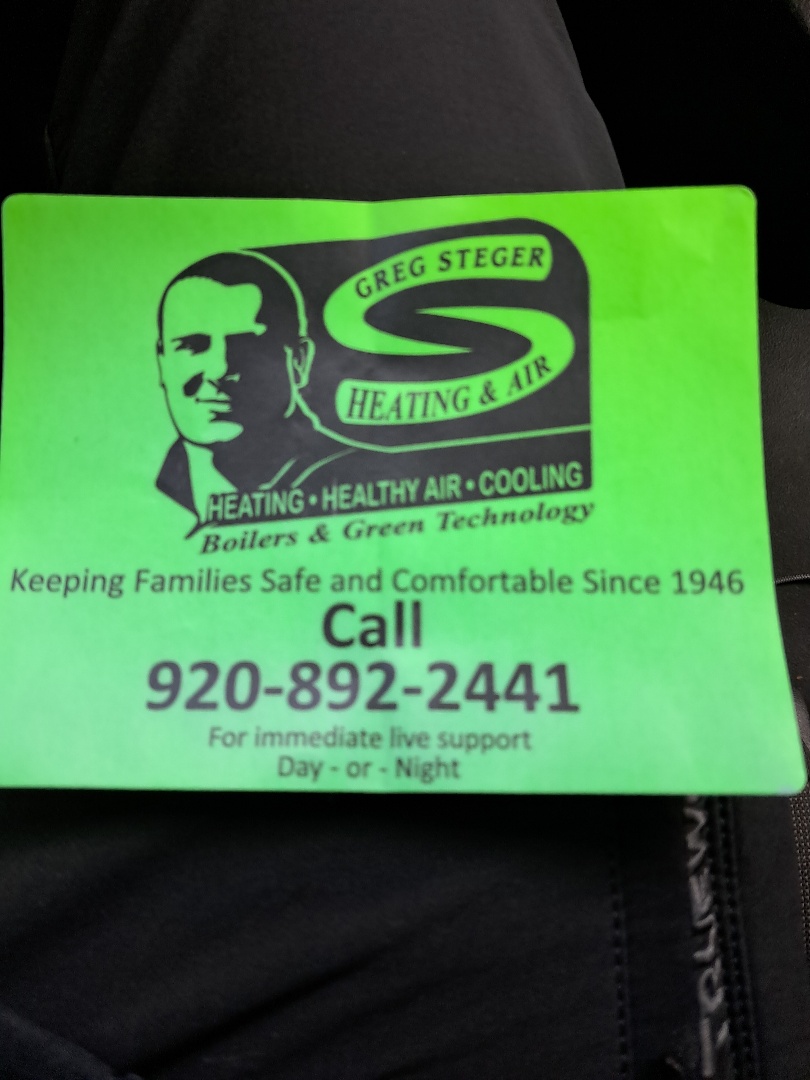 GREG STEGER
HEATING & AIR
HEATING • HEALTHY AIR • COOLING
Boilers & Green Technology
Keeping Families Safe and Comfortable Since 1946
Call
920-892-2441
For immediate live support
Day - or - Night